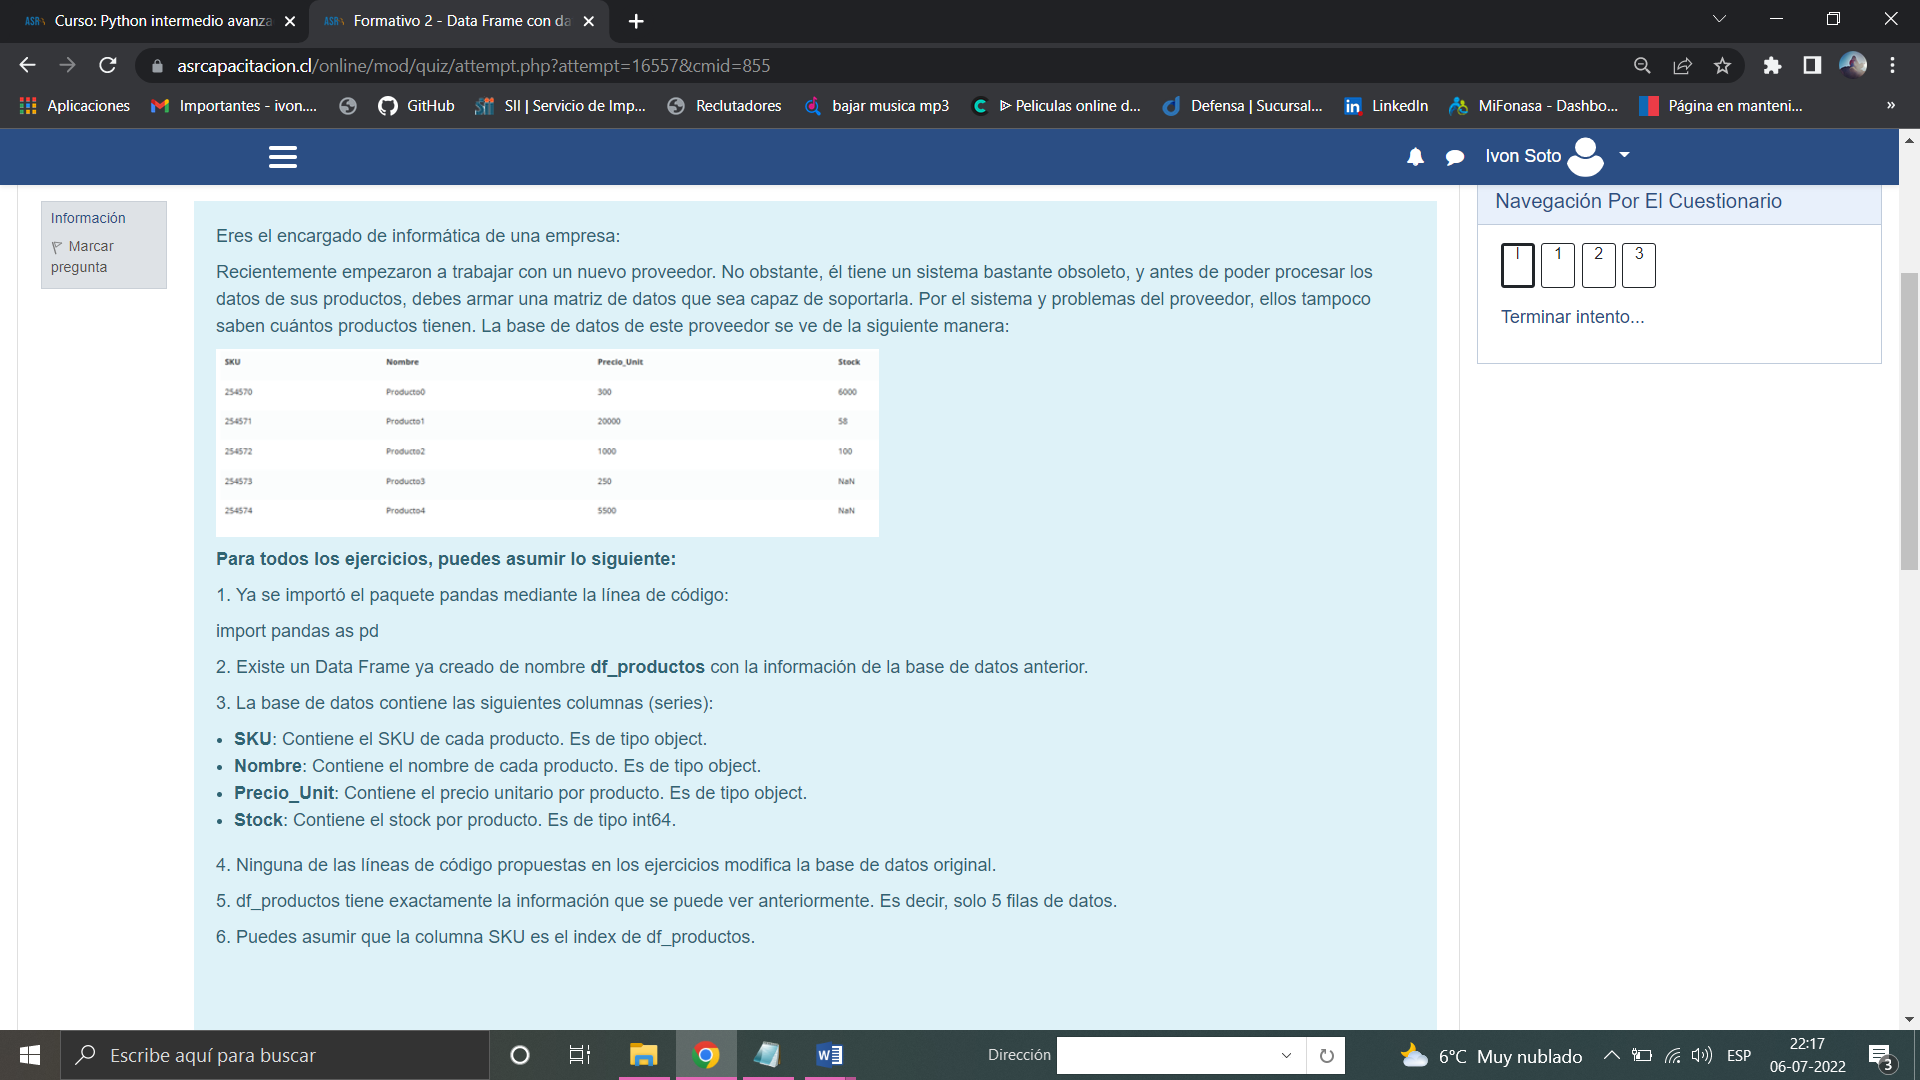 Curso: Python intermedio avanza
Formativo 2 - Data Frame con da
asrcapacitacion.cl/online/mod/quiz/attempt.php?attempt=16557&cmid=855
Aplicaciones
Importantes - ivon....
GitHub
SII | Servicio de Imp...
Reclutadores
bajar musica mp3
Peliculas online d...
Defensa | Sucursal...
LinkedIn
MiFonasa - Dashbo...
Página en manteni...
»
Ivon Soto
Información
Marcar
pregunta
Eres el encargado de informática de una empresa:
Recientemente empezaron a trabajar con un nuevo proveedor. No obstante, él tiene un sistema bastante obsoleto, y antes de poder procesar los
datos de sus productos, debes armar una matriz de datos que sea capaz de soportarla. Por el sistema y problemas del proveedor, ellos tampoco
saben cuántos productos tienen. La base de datos de este proveedor se ve de la siguiente manera:
SKU Nombre Precio_Unit Stock
254570 Producto0 300 6000
254571 Producto1 20000 58
254572 Producto2 1000 100
254573 Producto3 250 NaN
254574 Producto4 5500 NaN
Para todos los ejercicios, puedes asumir lo siguiente:
1. Ya se importó el paquete pandas mediante la línea de código:
import pandas as pd
2. Existe un Data Frame ya creado de nombre df_productos con la información de la base de datos anterior.
3. La base de datos contiene las siguientes columnas (series):
• SKU: Contiene el SKU de cada producto. Es de tipo object.
• Nombre: Contiene el nombre de cada producto. Es de tipo object.
• Precio_Unit: Contiene el precio unitario por producto. Es de tipo object.
• Stock: Contiene el stock por producto. Es de tipo int64.
4. Ninguna de las líneas de código propuestas en los ejercicios modifica la base de datos original.
5. df_productos tiene exactamente la información que se puede ver anteriormente. Es decir, solo 5 filas de datos.
6. Puedes asumir que la columna SKU es el index de df_productos.
Navegación Por El Cuestionario
I 1 2 3
Terminar intento...
Escribe aquí para buscar
Dirección
6°C Muy nublado
ESP
22:17
06-07-2022
3